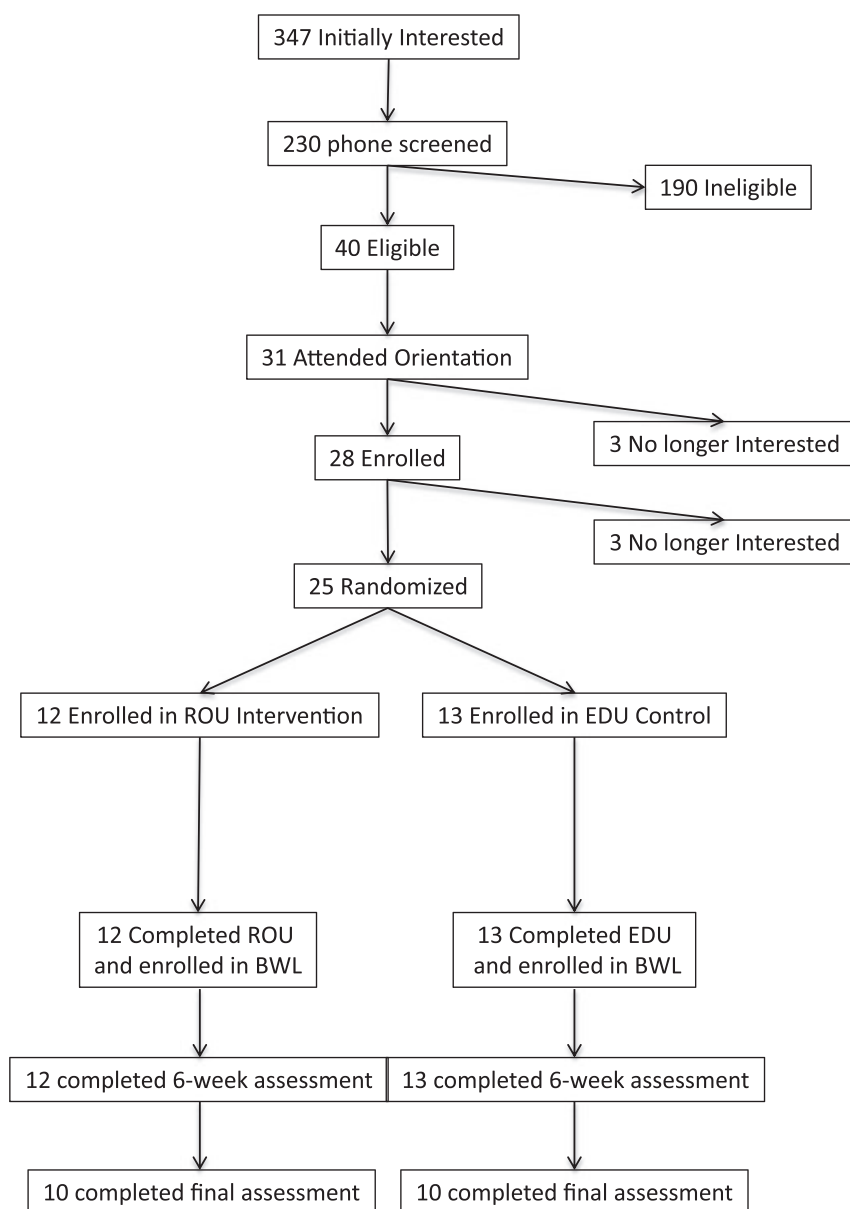 347 Initially Interested
230 phone screened
190 Ineligible
40 Eligible
31 Attended Orientation
3 No longer Interested
28 Enrolled
3 No longer Interested
25 Randomized
12 Enrolled in ROU Intervention
13 Enrolled in EDU Control
12 Completed ROU
and enrolled in BWL
13 Completed EDU
and enrolled in BWL
12 completed 6-week assessment
13 completed 6-week assessment
10 completed final assessment
10 completed final assessment